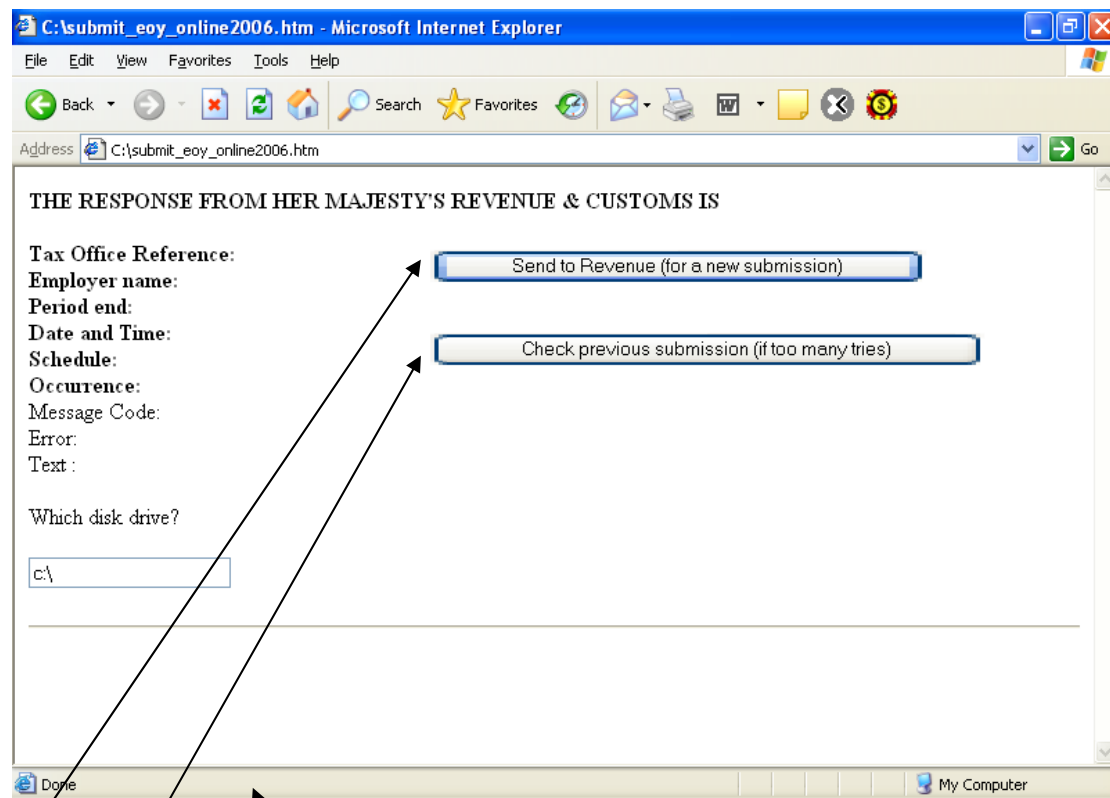 C:\submit_eoy_online2006.htm - Microsoft Internet Explorer
File Edit View Favorites Tools Help
Back Search Favorites
Address C:\submit_eoy_online2006.htm Go
THE RESPONSE FROM HER MAJESTY'S REVENUE & CUSTOMS IS
Tax Office Reference:
Send to Revenue (for a new submission)
Employer name:
Period end:
Date and Time:
Check previous submission (if too many tries)
Schedule:
Occurrence:
Message Code:
Error:
Text :
Which disk drive?
c:\
Done My Computer